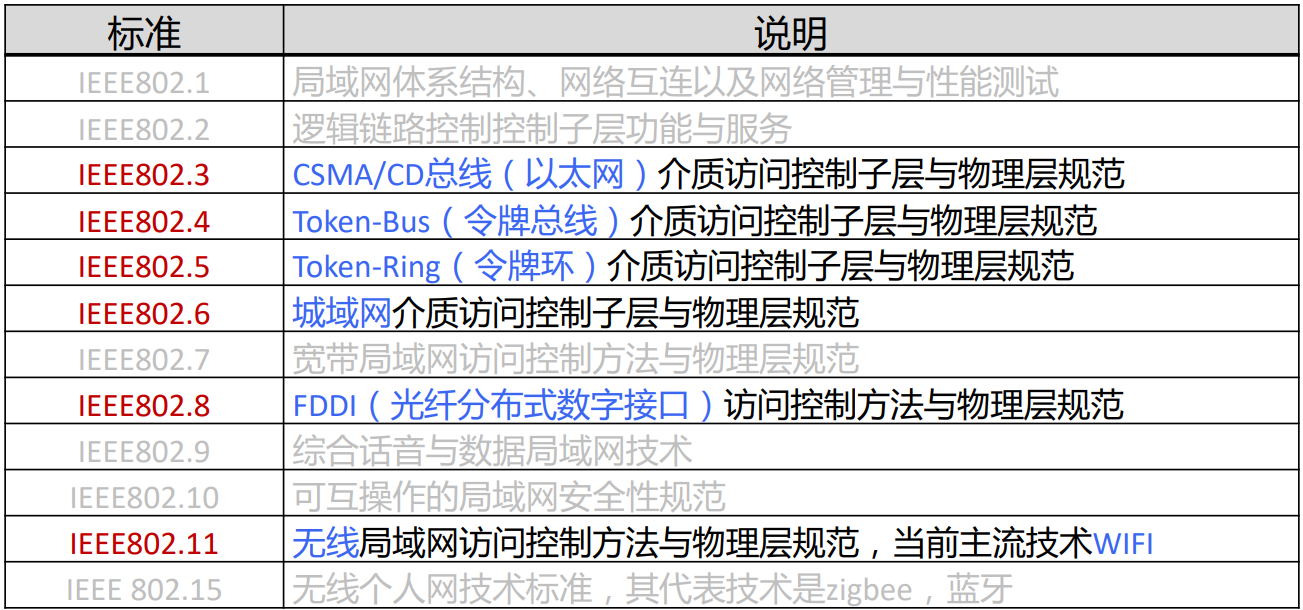 标准 说明
IEEE802.1 局域网体系结构、网络互连以及网络管理与性能测试
IEEE802.2 逻辑链路控制控制子层功能与服务
IEEE802.3 CSMA/CD总线（以太网）介质访问控制子层与物理层规范
IEEE802.4 Token-Bus（令牌总线）介质访问控制子层与物理层规范
IEEE802.5 Token-Ring（令牌环）介质访问控制子层与物理层规范
IEEE802.6 城域网介质访问控制子层与物理层规范
IEEE802.7 宽带局域网访问控制方法与物理层规范
IEEE802.8 FDDI（光纤分布式数字接口）访问控制方法与物理层规范
IEEE802.9 综合话音与数据局域网技术
IEEE802.10 可互操作的局域网安全性规范
IEEE802.11 无线局域网访问控制方法与物理层规范，当前主流技术WIFI
IEEE 802.15 无线个人网技术标准，其代表技术是zigbee，蓝牙